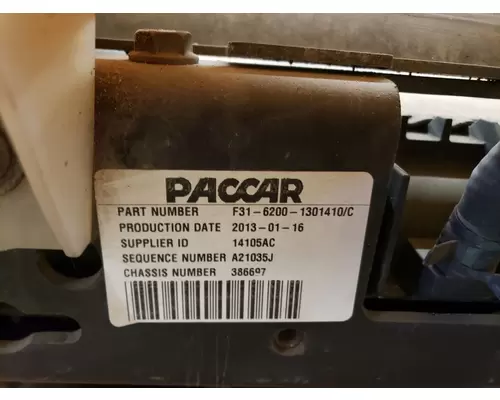 PACCAR
PART NUMBER F31-6200-1301410/C
PRODUCTION DATE 2013-01-16
SUPPLIER ID 14105AC
SEQUENCE NUMBER A21035J
CHASSIS NUMBER 386697